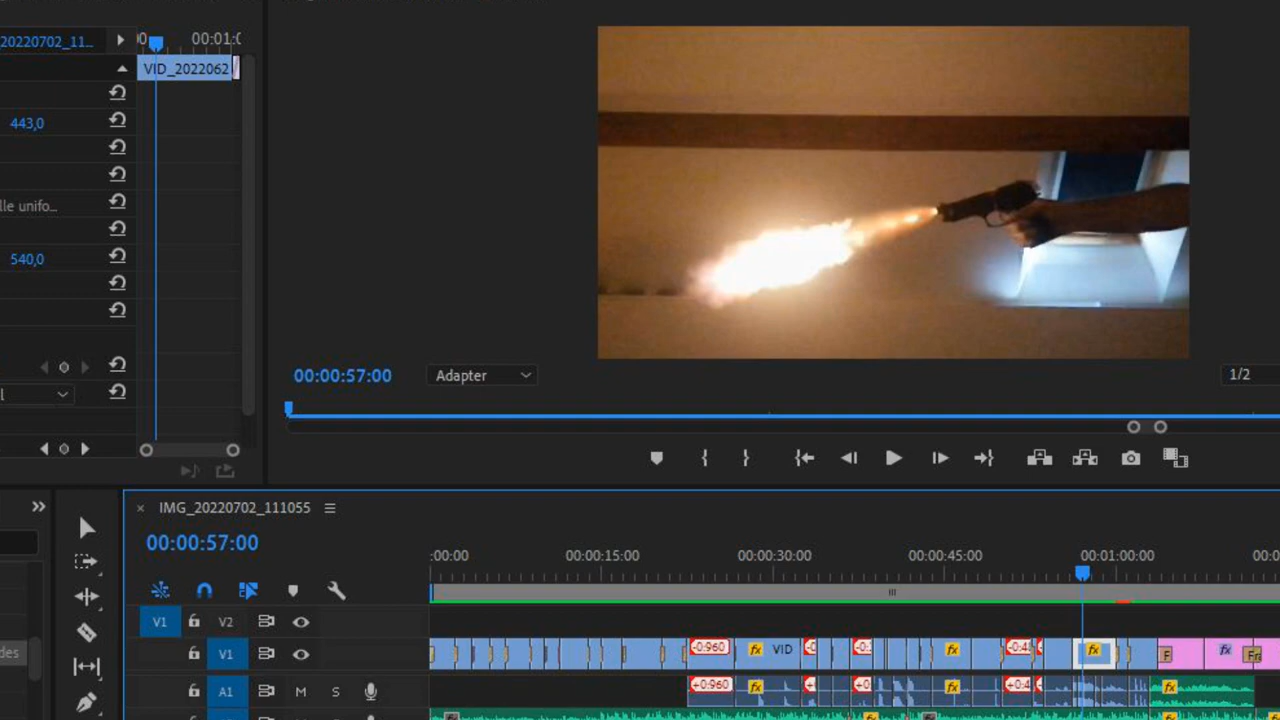 20220702_11...
00:01:0
VID_2022062
443,0
lle unifo...
540,0
00:00:57:00
Adapter
1/2
IMG_20220702_111055
00:00:57:00
:00:00
00:00:15:00
00:00:30:00
00:00:45:00
00:01:00:00
00:0
V1
V2
V1
-0:960
fx
VID
-0:
fx
-0:4
fx
F
fx
Fr
des
A1
M
S
+0:960
fx
+0
fx
+0:4
fx